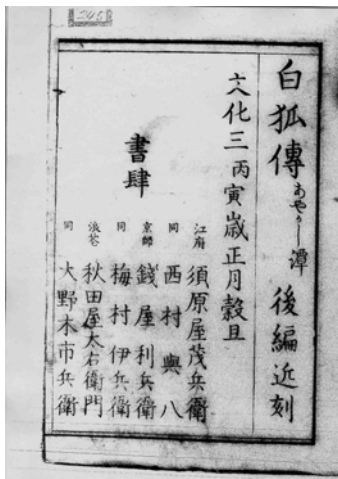 白狐傳 あやかし潭 後編近刻
文化三丙寅歳正月穀旦
書肆
江府 須原屋茂兵衛
同 西村與八
京師 錢屋利兵衛
同 梅村伊兵衛
浪花 秋田屋太右衛門
同 大野木市兵衛